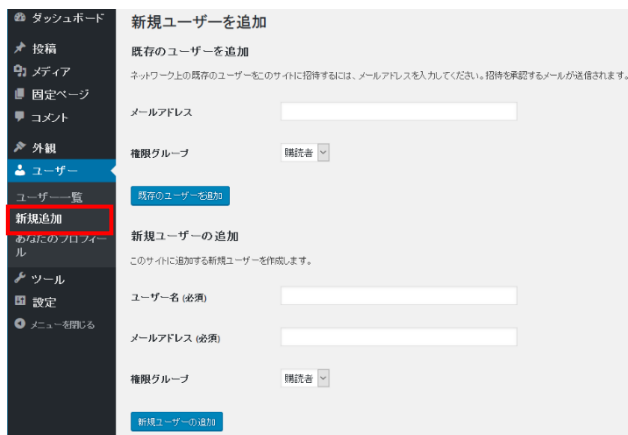 ダッシュボード
投稿
メディア
固定ページ
コメント
外観
ユーザー
ユーザー一覧
新規追加
あなたのプロフィー
ル
ツール
設定
メニューを閉じる
新規ユーザーを追加
既存のユーザーを追加
ネットワーク上の既存のユーザーをこのサイトに招待するには、メールアドレスを入力してください。招待を承認するメールが送信されます。
メールアドレス
権限グループ
購読者
既存のユーザーを追加
新規ユーザーの追加
このサイトに追加する新規ユーザーを作成します。
ユーザー名 (必須)
メールアドレス (必須)
権限グループ
購読者
新規ユーザーの追加